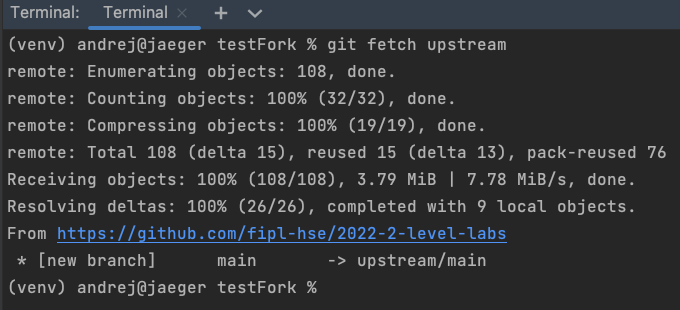 Terminal: Terminal × + ⌄
(venv) andrej@jaeger testFork % git fetch upstream
remote: Enumerating objects: 108, done.
remote: Counting objects: 100% (32/32), done.
remote: Compressing objects: 100% (19/19), done.
remote: Total 108 (delta 15), reused 15 (delta 13), pack-reused 76
Receiving objects: 100% (108/108), 3.79 MiB | 7.78 MiB/s, done.
Resolving deltas: 100% (26/26), completed with 9 local objects.
From https://github.com/fipl-hse/2022-2-level-labs
 * [new branch]      main       -> upstream/main
(venv) andrej@jaeger testFork %